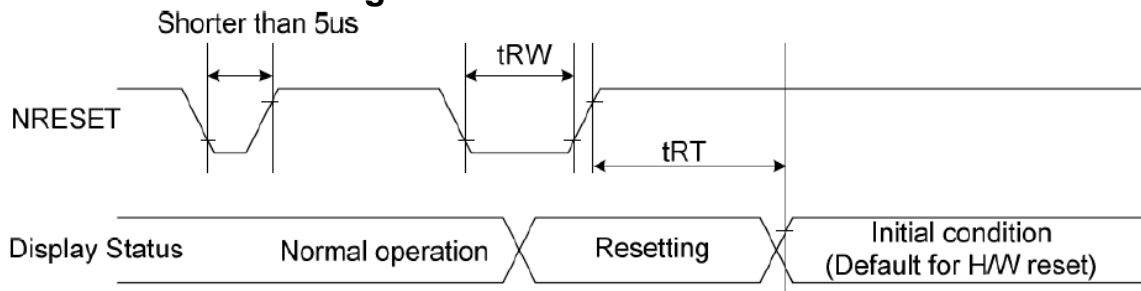 Shorter than 5us
tRW
NRESET
tRT
Display Status
Normal operation
Resetting
Initial condition
(Default for H/W reset)